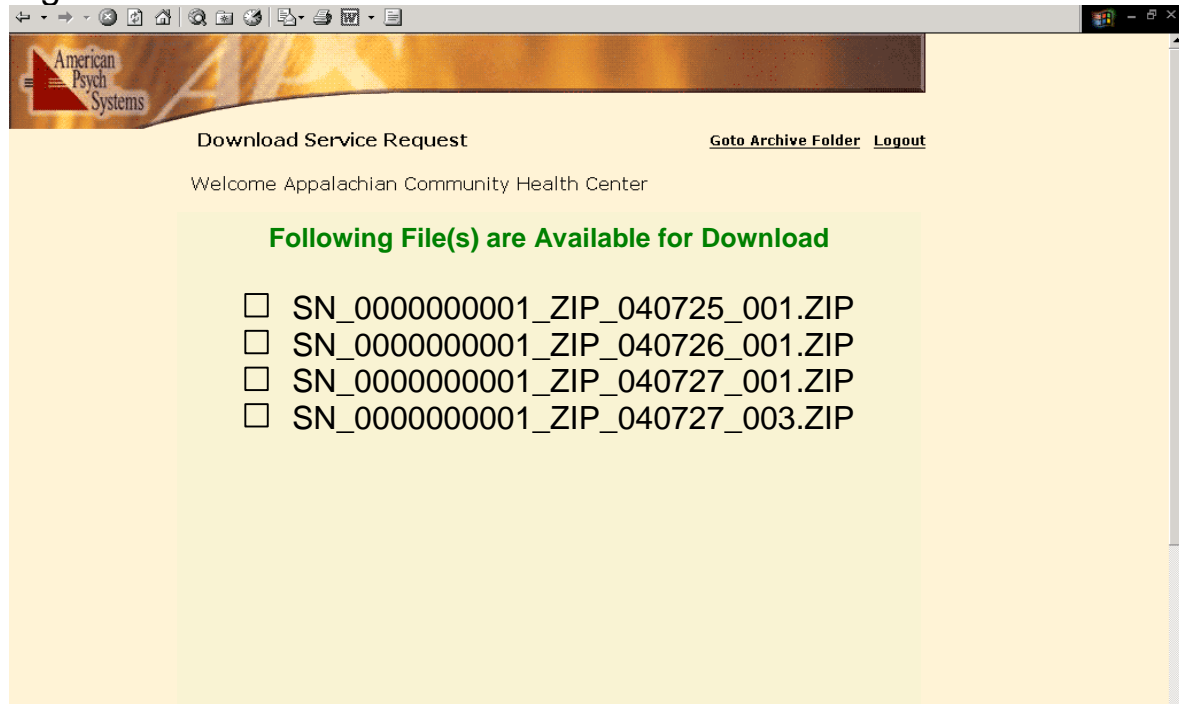 American
Psych
Systems
APS
Download Service Request
Goto Archive Folder Logout
Welcome Appalachian Community Health Center
Following File(s) are Available for Download
SN_0000000001_ZIP_040725_001.ZIP
SN_0000000001_ZIP_040726_001.ZIP
SN_0000000001_ZIP_040727_001.ZIP
SN_0000000001_ZIP_040727_003.ZIP